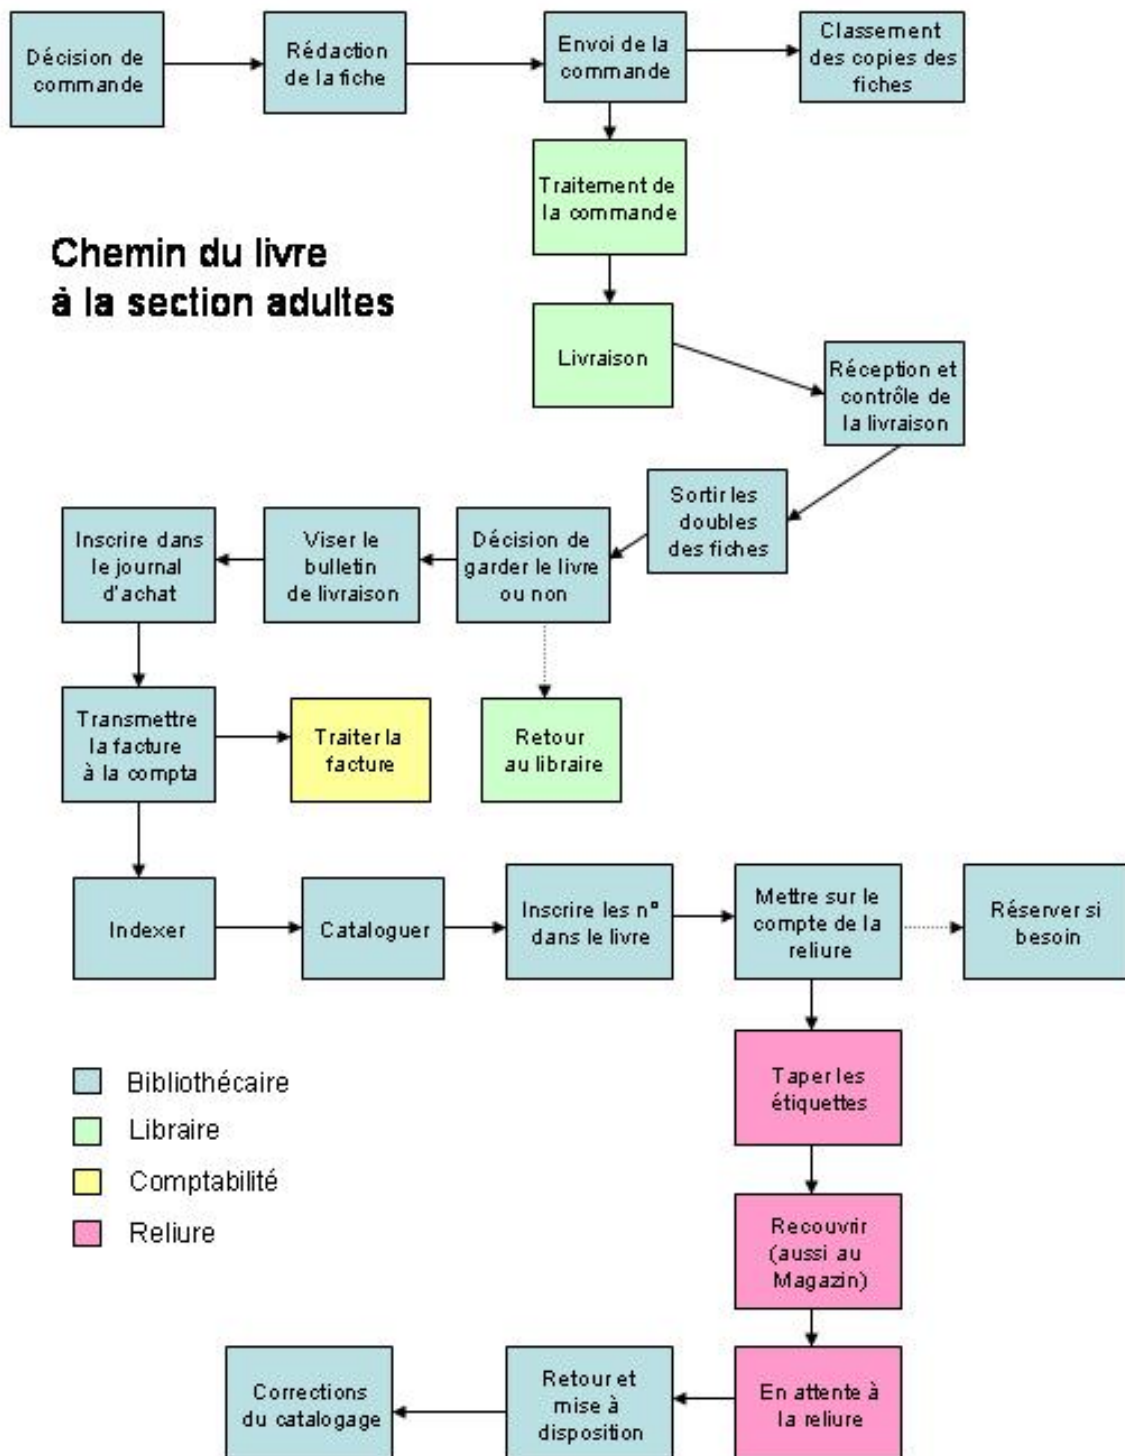 Décision de
commande
Rédaction
de la fiche
Envoi de la
commande
Classement
des copies des
fiches
Traitement de
la commande
Chemin du livre
à la section adultes
Livraison
Réception et
contrôle de
la livraison
Sortir les
doubles
des fiches
Décision de
garder le livre
ou non
Viser le
bulletin
de livraison
Inscrire dans
le journal
d'achat
Transmettre
la facture
à la compta
Traiter la
facture
Retour
au libraire
Indexer
Cataloguer
Inscrire les n°
dans le livre
Mettre sur le
compte de la
reliure
Réserver si
besoin
Bibliothécaire
Libraire
Comptabilité
Reliure
Taper les
étiquettes
Recouvrir
(aussi au
Magazin)
En attente à
la reliure
Retour et
mise à
disposition
Corrections
du catalogage